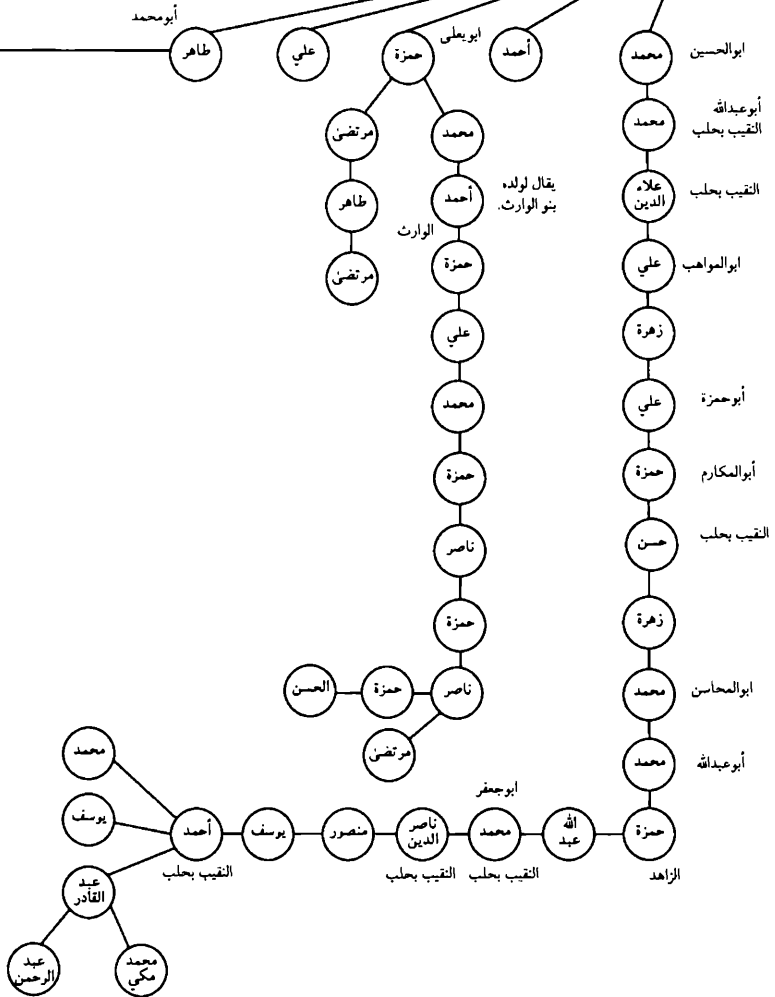 أبومحمد
طاهر
علي
ابويعلى
حمزة
أحمد
محمد
ابوالحسين
مرتضىٰ
محمد
محمد
أبوعبدالله
النقيب بحلب
طاهر
أحمد
يقال لولده
بنو الوارث.
علاء
الدين
النقيب بحلب
مرتضىٰ
حمزة
الوارث
علي
ابوالمواهب
علي
زهرة
محمد
علي
أبوحمزة
حمزة
حمزة
أبوالمكارم
ناصر
حسن
النقيب بحلب
حمزة
زهرة
الحسن
حمزة
ناصر
محمد
ابوالمحاسن
مرتضىٰ
محمد
أبوعبدالله
حمزة
الزاهد
الله
عبد
ابوجعفر
محمد
النقيب بحلب
ناصر
الدين
النقيب بحلب
منصور
يوسف
أحمد
النقيب بحلب
محمد
يوسف
عبد
القادر
محمد
مكي
عبد
الرحمن